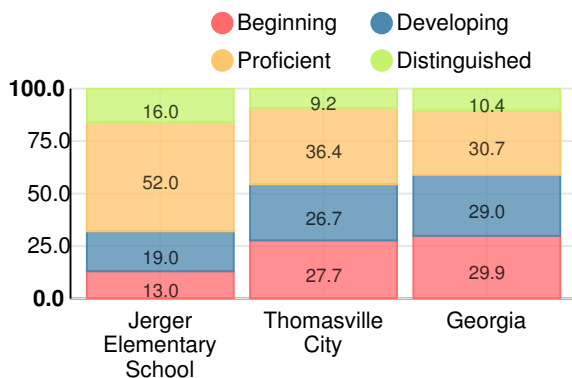 Beginning Developing
Proficient Distinguished
100.0
75.0
50.0
25.0
0.0
16.0
52.0
19.0
13.0
9.2
36.4
26.7
27.7
10.4
30.7
29.0
29.9
Jerger
Elementary
School
Thomasville
City
Georgia